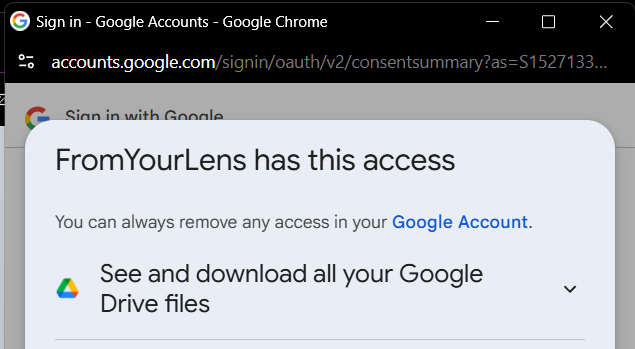 Sign in - Google Accounts - Google Chrome
accounts.google.com/signin/oauth/v2/consentsummary?as=S1527133...
Sign in with Google
FromYourLens has this access
You can always remove any access in your Google Account.
See and download all your Google
Drive files